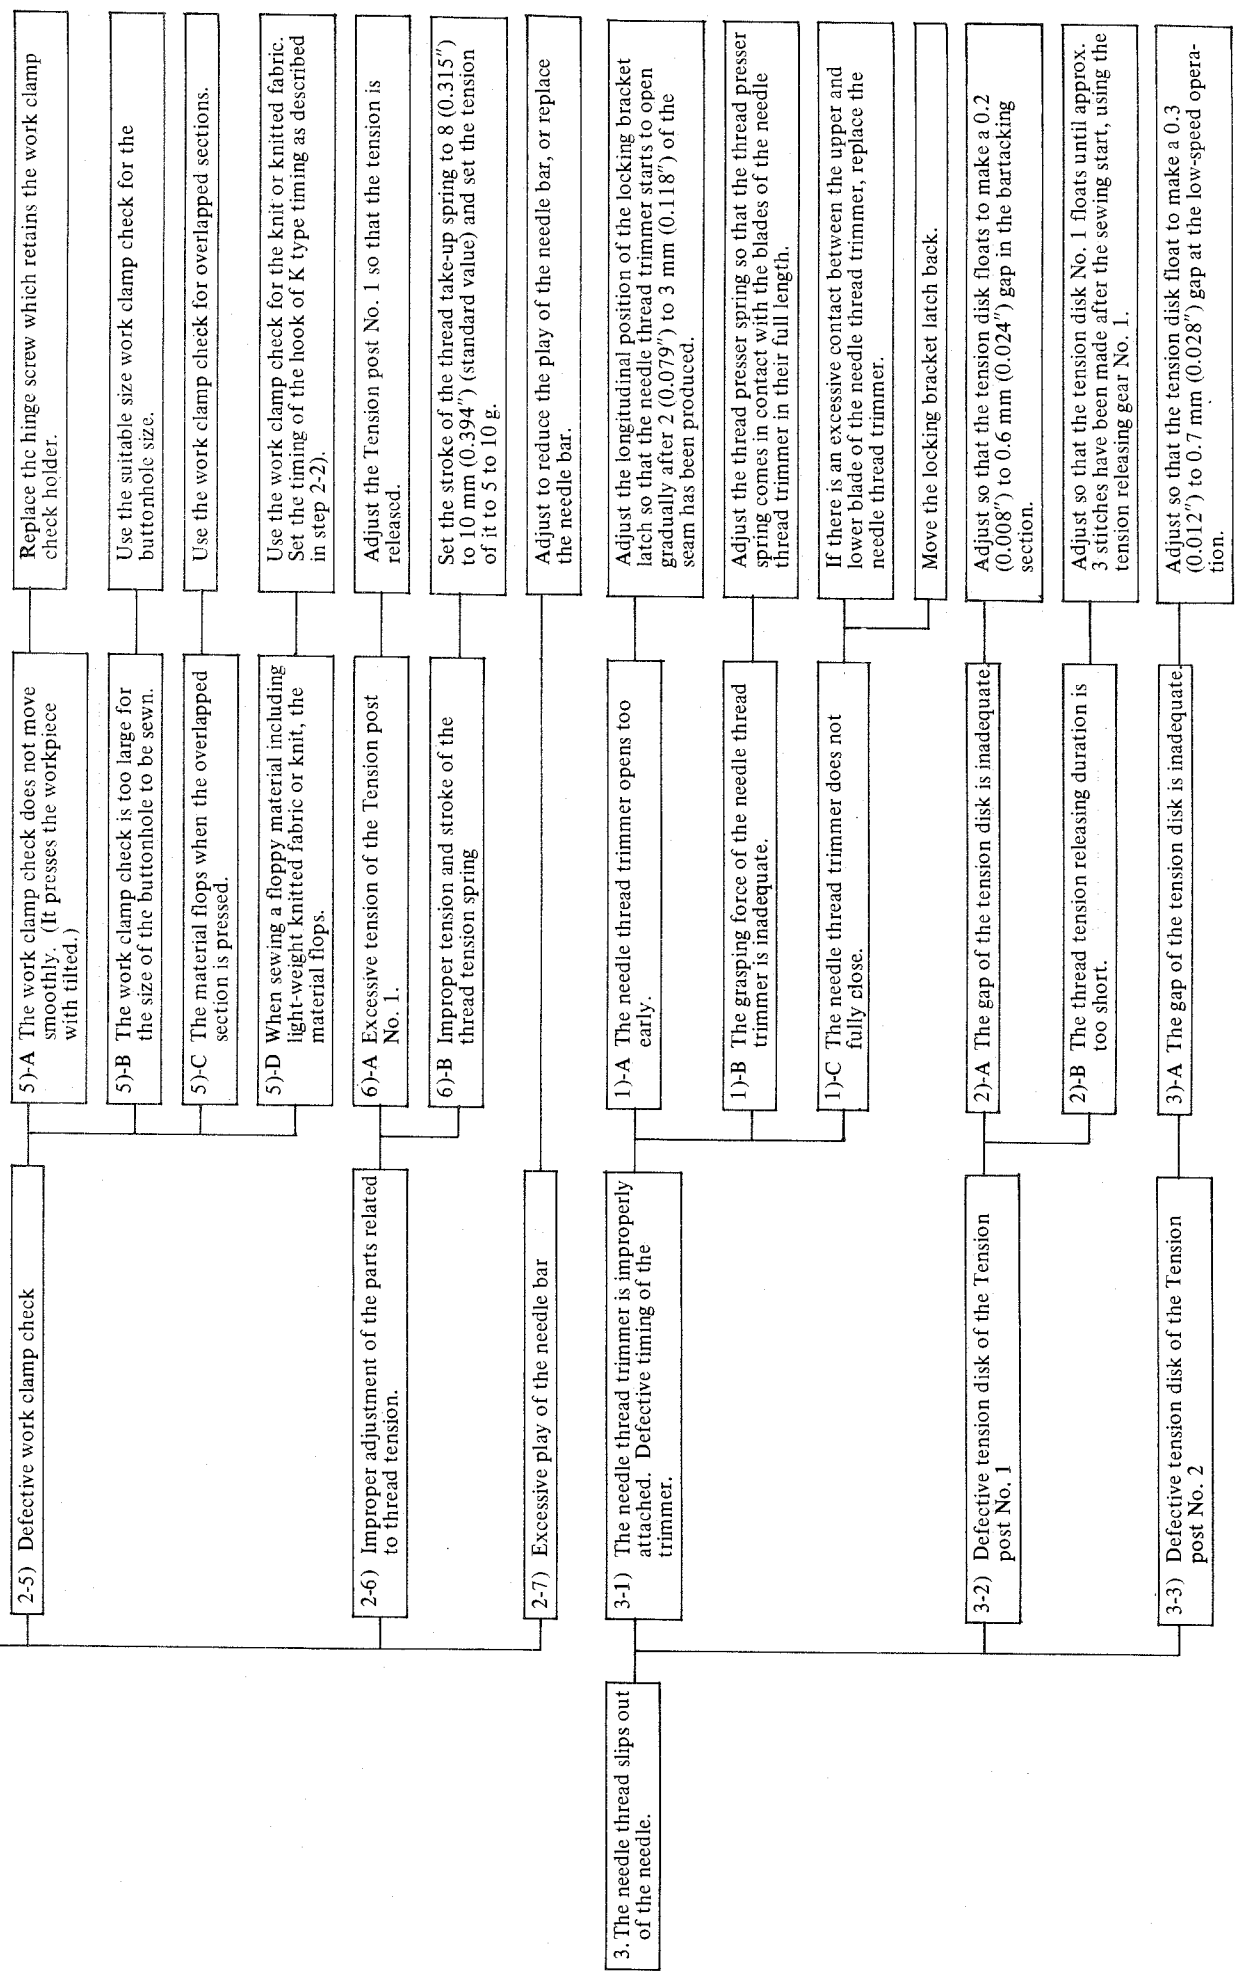 2-5) Defective work clamp check
5)-A The work clamp check does not move
smoothly. (It presses the workpiece
with tilted.)
Replace the hinge screw which retains the work clamp
check holder.
5)-B The work clamp check is too large for
the size of the buttonhole to be sewn.
Use the suitable size work clamp check for the
buttonhole size.
5)-C The material flops when the overlapped
section is pressed.
Use the work clamp check for overlapped sections.
5)-D When sewing a floppy material including
light-weight knitted fabric or knit, the
material flops.
Use the work clamp check for the knit or knitted fabric.
Set the timing of the hook of K type timing as described
in step 2-2).
2-6) Improper adjustment of the parts related
to thread tension.
6)-A Excessive tension of the Tension post
No. 1.
Adjust the Tension post No. 1 so that the tension is
released.
6)-B Improper tension and stroke of the
thread tension spring
Set the stroke of the thread take-up spring to 8 (0.315")
to 10 mm (0.394") (standard value) and set the tension
of it to 5 to 10 g.
2-7) Excessive play of the needle bar
Adjust to reduce the play of the needle bar, or replace
the needle bar.
3. The needle thread slips out
of the needle.
3-1) The needle thread trimmer is improperly
attached. Defective timing of the
trimmer.
1)-A The needle thread trimmer opens too
early.
Adjust the longitudinal position of the locking bracket
latch so that the needle thread trimmer starts to open
gradually after 2 (0.079") to 3 mm (0.118") of the
seam has been produced.
1)-B The grasping force of the needle thread
trimmer is inadequate.
Adjust the thread presser spring so that the thread presser
spring comes in contact with the blades of the needle
thread trimmer in their full length.
1)-C The needle thread trimmer does not
fully close.
If there is an excessive contact between the upper and
lower blade of the needle thread trimmer, replace the
needle thread trimmer.
Move the locking bracket latch back.
3-2) Defective tension disk of the Tension
post No. 1
2)-A The gap of the tension disk is inadequate.
Adjust so that the tension disk floats to make a 0.2
(0.008") to 0.6 mm (0.024") gap in the bartacking
section.
2)-B The thread tension releasing duration is
too short.
Adjust so that the tension disk No. 1 floats until approx.
3 stitches have been made after the sewing start, using the
tension releasing gear No. 1.
3-3) Defective tension disk of the Tension
post No. 2
3)-A The gap of the tension disk is inadequate.
Adjust so that the tension disk float to make a 0.3
(0.012") to 0.7 mm (0.028") gap at the low-speed opera-
tion.